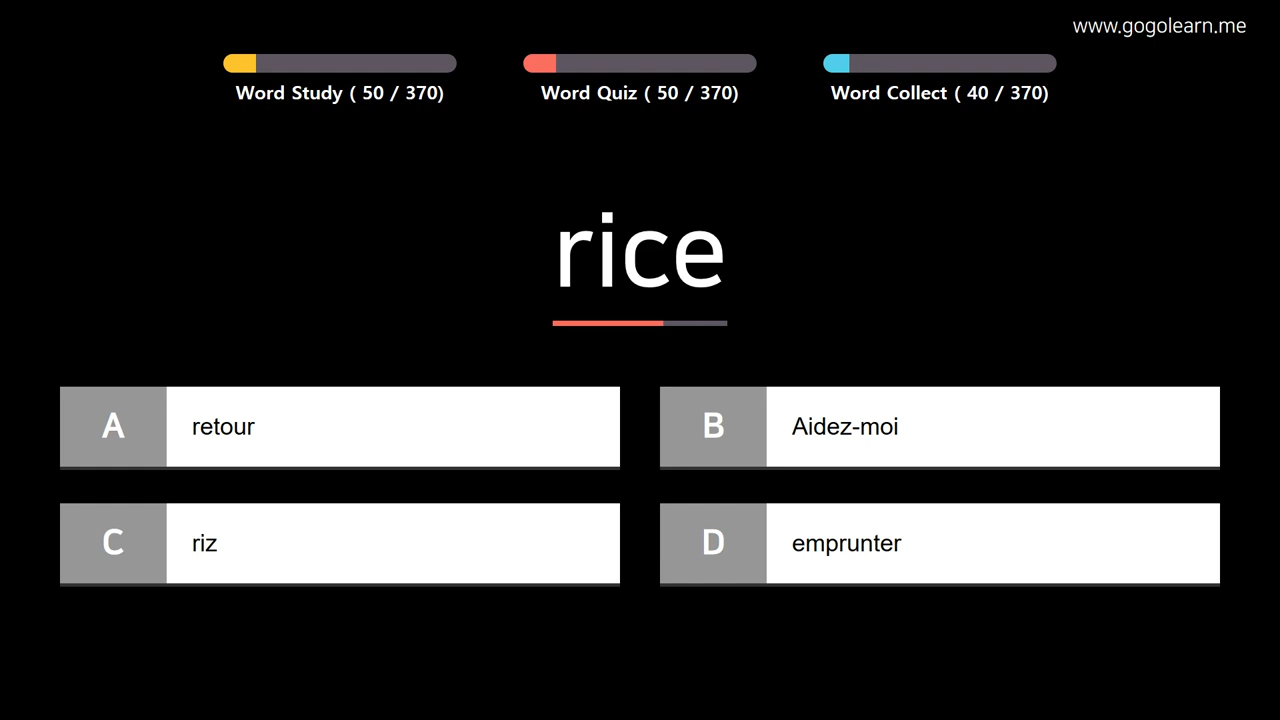 www.gogolearn.me
Word Study ( 50 / 370)
Word Quiz ( 50 / 370)
Word Collect ( 40 / 370)
rice
A retour
B Aidez-moi
C riz
D emprunter